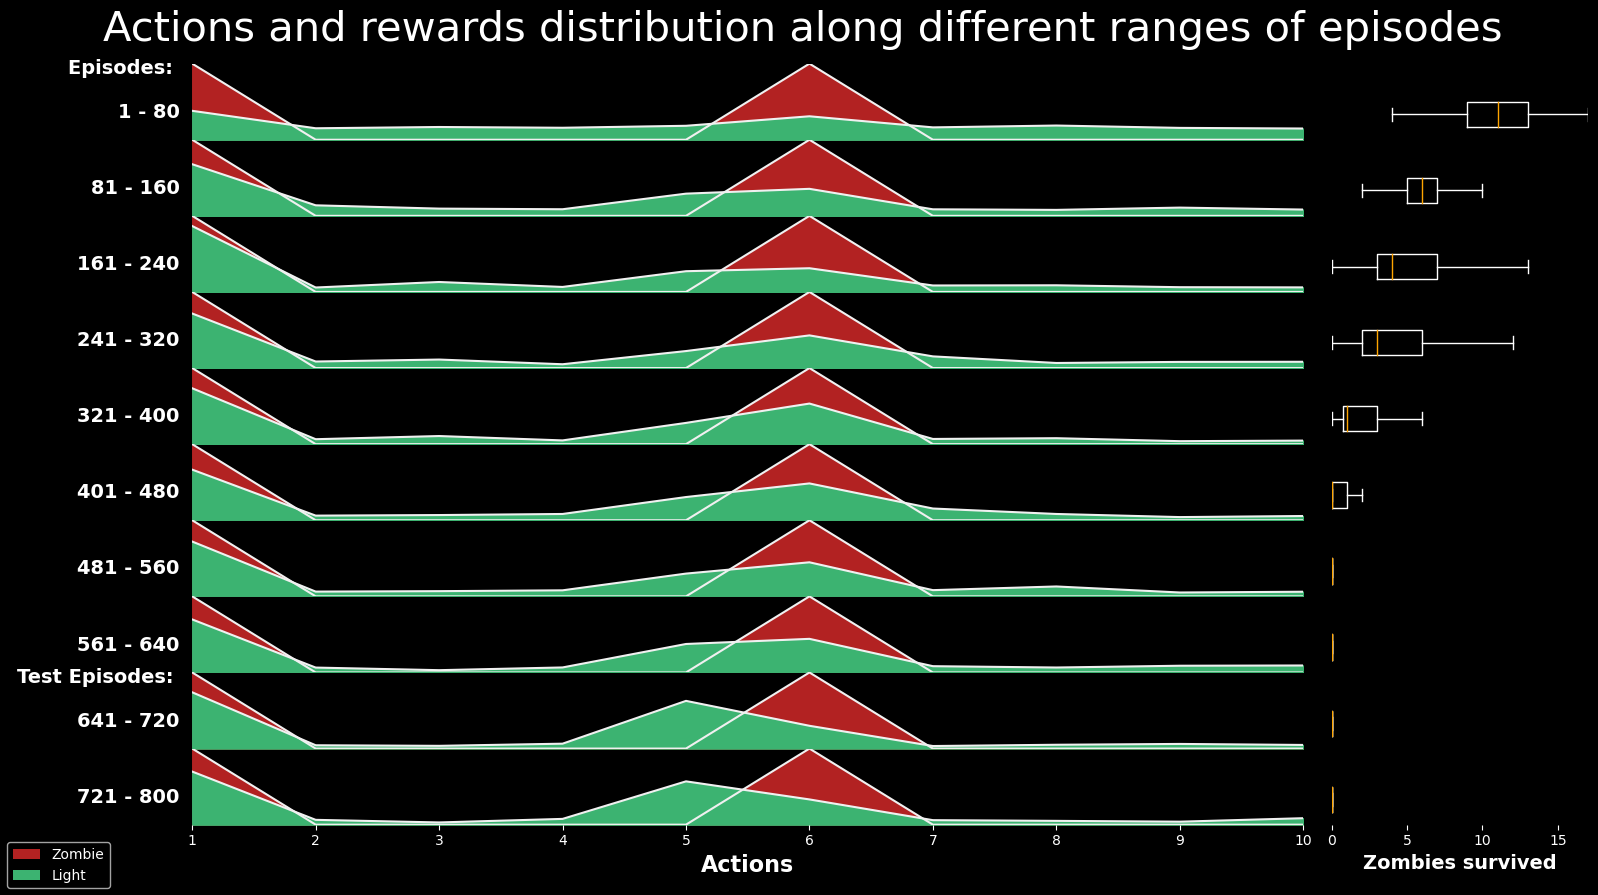 Actions and rewards distribution along different ranges of episodes
Episodes:
1 - 80
81 - 160
161 - 240
241 - 320
321 - 400
401 - 480
481 - 560
561 - 640
Test Episodes:
641 - 720
721 - 800
1 2 3 4 5 6 7 8 9 10
0 5 10 15
Actions
Zombies survived
Zombie
Light